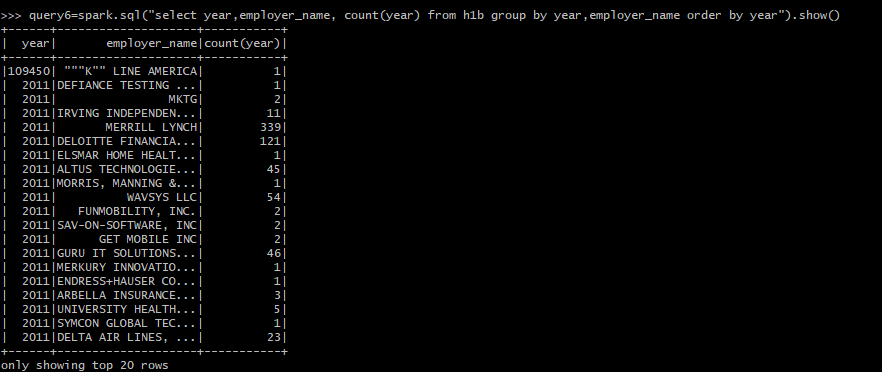 >>> query6=spark.sql("select year,employer_name, count(year) from h1b group by year,employer_name order by year").show()
+------+--------------------+-----------+
|  year|       employer_name|count(year)|
+------+--------------------+-----------+
|109450| """K"" LINE AMERICA|          1|
|  2011|DEFIANCE TESTING ...|          1|
|  2011|                MKTG|          2|
|  2011|IRVING INDEPENDEN...|         11|
|  2011|       MERRILL LYNCH|        339|
|  2011|DELOITTE FINANCIA...|        121|
|  2011|ELSMAR HOME HEALT...|          1|
|  2011|ALTUS TECHNOLOGIE...|         45|
|  2011|MORRIS, MANNING &...|          1|
|  2011|          WAVSYS LLC|         54|
|  2011|   FUNMOBILITY, INC.|          2|
|  2011|SAV-ON-SOFTWARE, INC|          2|
|  2011|      GET MOBILE INC|          2|
|  2011|GURU IT SOLUTIONS...|         46|
|  2011|MERKURY INNOVATIO...|          1|
|  2011|ENDRESS+HAUSER CO...|          1|
|  2011|ARBELLA INSURANCE...|          3|
|  2011|UNIVERSITY HEALTH...|          5|
|  2011|SYMCON GLOBAL TEC...|          1|
|  2011|DELTA AIR LINES, ...|         23|
+------+--------------------+-----------+
only showing top 20 rows